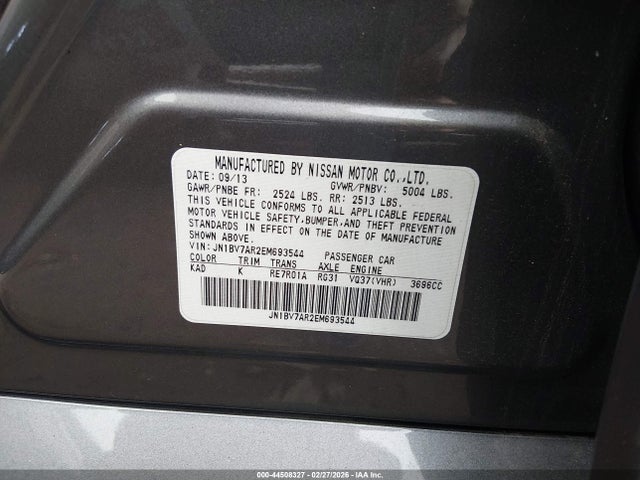 MANUFACTURED BY NISSAN MOTOR CO.,LTD.
DATE: 09/13 GVWR/PNBV: 5004 LBS.
GAWR/PNBE FR: 2524 LBS. RR: 2513 LBS.
THIS VEHICLE CONFORMS TO ALL APPLICABLE FEDERAL
MOTOR VEHICLE SAFETY, BUMPER, AND THEFT PREVENTION
STANDARDS IN EFFECT ON THE DATE OF MANUFACTURE
SHOWN ABOVE.
VIN: JN1BV7AR2EM693544 PASSENGER CAR
COLOR TRIM TRANS AXLE ENGINE
KAD K RE7R01A RG31 VQ37(VHR) 3696CC
JN1BV7AR2EM693544
000-44508327 - 02/27/2026 - IAA Inc.